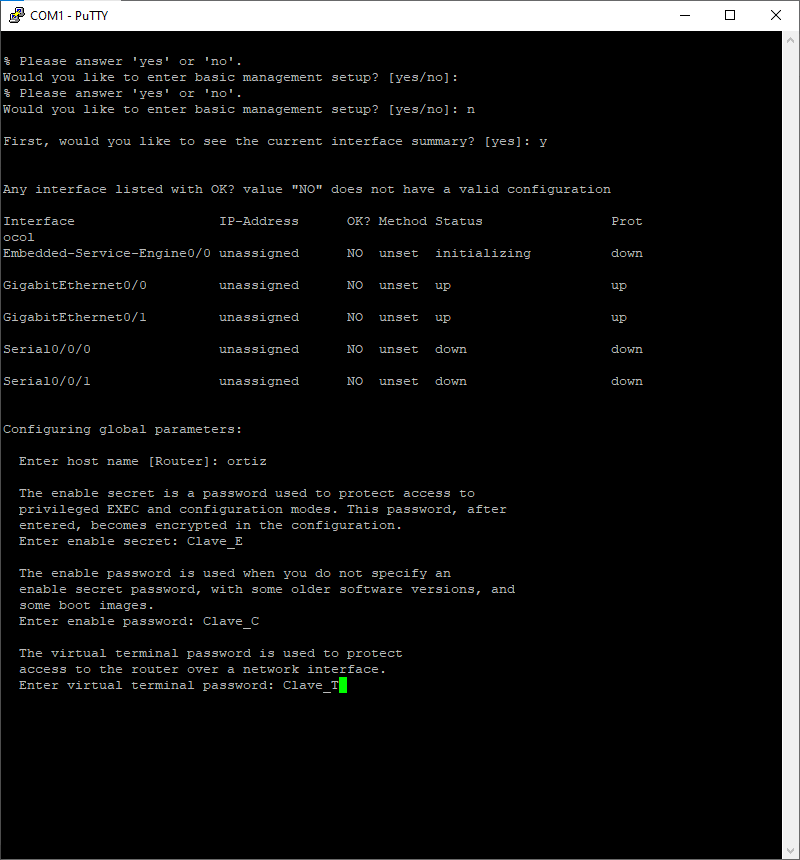 COM1 - PuTTY
% Please answer 'yes' or 'no'.
Would you like to enter basic management setup? [yes/no]:
% Please answer 'yes' or 'no'.
Would you like to enter basic management setup? [yes/no]: n
First, would you like to see the current interface summary? [yes]: y
Any interface listed with OK? value "NO" does not have a valid configuration
Interface                  IP-Address      OK? Method Status                Prot
ocol
Embedded-Service-Engine0/0 unassigned      NO  unset  initializing          down
GigabitEthernet0/0         unassigned      NO  unset  up                    up
GigabitEthernet0/1         unassigned      NO  unset  up                    up
Serial0/0/0                unassigned      NO  unset  down                  down
Serial0/0/1                unassigned      NO  unset  down                  down
Configuring global parameters:
Enter host name [Router]: ortiz
The enable secret is a password used to protect access to
privileged EXEC and configuration modes. This password, after
entered, becomes encrypted in the configuration.
Enter enable secret: Clave_E
The enable password is used when you do not specify an
enable secret password, with some older software versions, and
some boot images.
Enter enable password: Clave_C
The virtual terminal password is used to protect
access to the router over a network interface.
Enter virtual terminal password: Clave_T